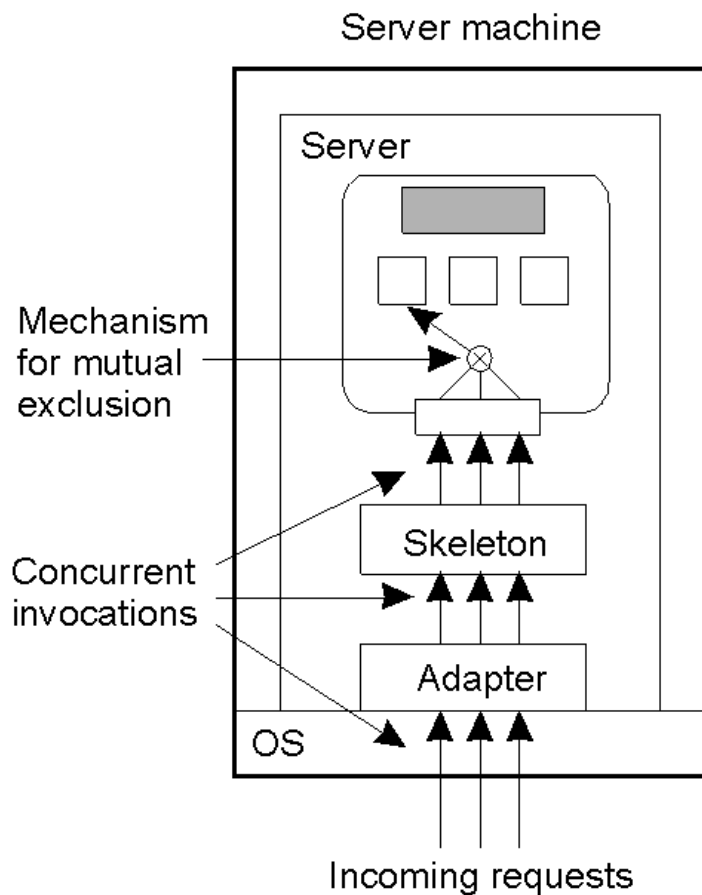 Server machine
Server
Mechanism
for mutual
exclusion
Skeleton
Concurrent
invocations
Adapter
OS
Incoming requests